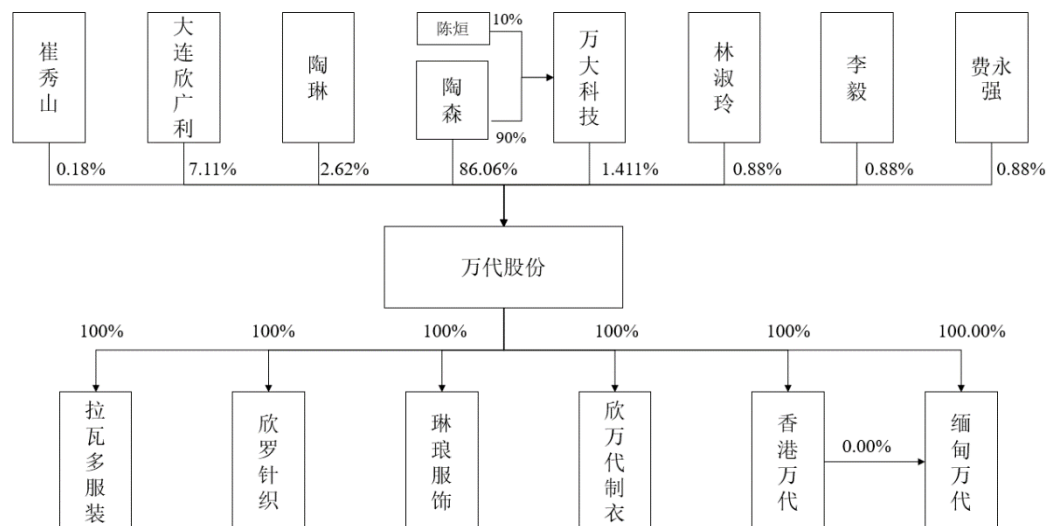 崔秀山
大连欣广利
陶琳
陈烜
10%
陶森
90%
万大科技
林淑玲
李毅
费永强
0.18%
7.11%
2.62%
86.06%
1.411%
0.88%
0.88%
0.88%
万代股份
100%
100%
100%
100%
100%
100.00%
拉瓦多服装
欣罗针织
琳琅服饰
欣万代制衣
香港万代
0.00%
缅甸万代